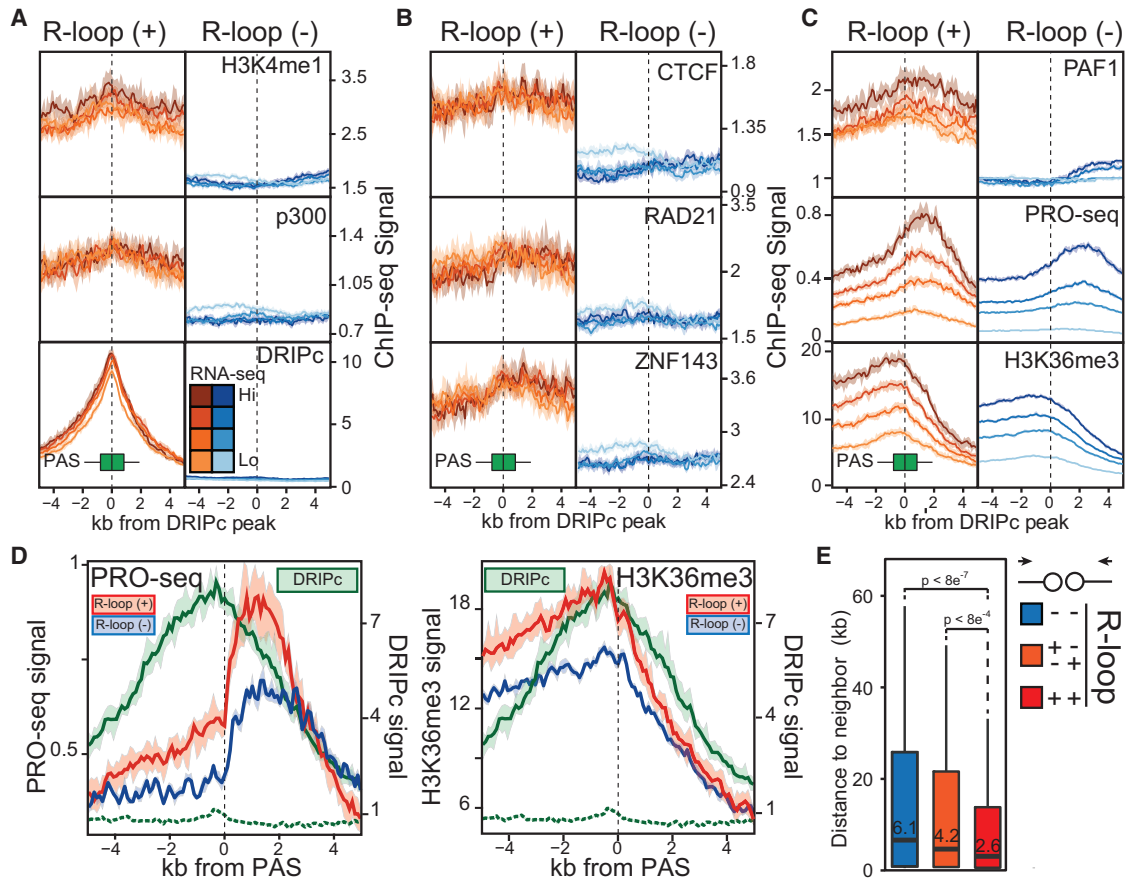 A
R-loop (+) R-loop (-)
H3K4me1
3.5
2.5
1.5
p300
1.4
1.05
0.7
DRIPc
10
5
0
RNA-seq
Hi
Lo
PAS
−4 −2 0 2 4 −4 −2 0 2 4
kb from DRIPc peak
ChIP-seq Signal
B
R-loop (+) R-loop (-)
CTCF
1.8
1.35
0.9
RAD21
3.5
2
1.5
ZNF143
3.6
3
2.4
PAS
−4 −2 0 2 4 −4 −2 0 2 4
kb from DRIPc peak
ChIP-seq Signal
C
R-loop (+) R-loop (-)
PAF1
2
1.5
1
PRO-seq
0.8
0.4
0
H3K36me3
20
10
0
PAS
−4 −2 0 2 4 −4 −2 0 2 4
kb from DRIPc peak
D
PRO-seq
DRIPc
R-loop (+)
R-loop (-)
1
0.5
PRO-seq signal
7
4
1
DRIPc signal
−4 −2 0 2 4
kb from PAS
DRIPc
H3K36me3
R-loop (+)
R-loop (-)
18
12
6
H3K36me3 signal
7
4
1
DRIPc signal
−4 −2 0 2 4
kb from PAS
E
p < 8e-7
p < 8e-4
60
40
20
0
Distance to neighbor (kb)
6.1
4.2
2.6
- -
+ -
- +
+ +
R-loop